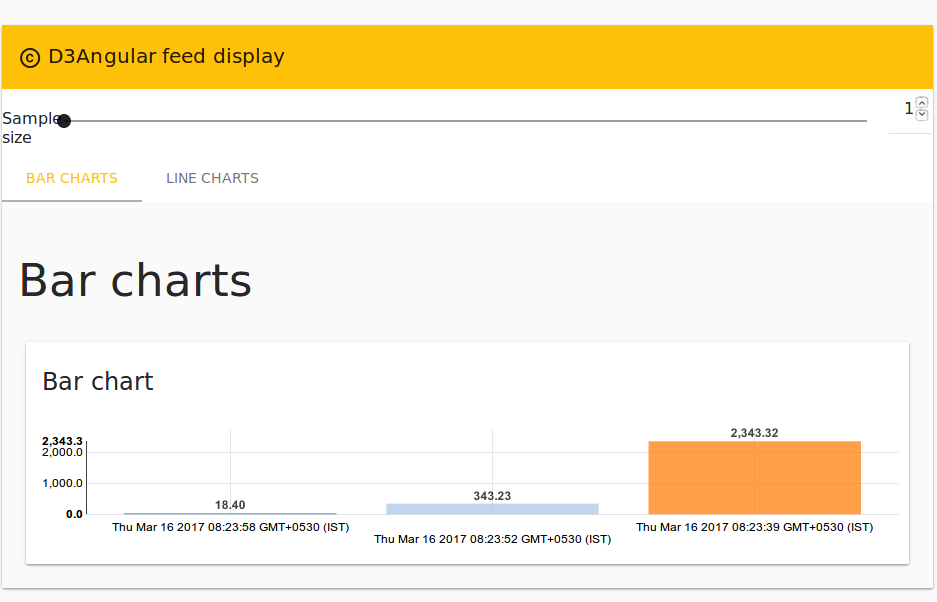 © D3Angular feed display
Sample
size
1
BAR CHARTS LINE CHARTS
Bar charts
Bar chart
2,343.3
2,000.0
1,000.0
0.0
18.40
343.23
2,343.32
Thu Mar 16 2017 08:23:58 GMT+0530 (IST)
Thu Mar 16 2017 08:23:52 GMT+0530 (IST)
Thu Mar 16 2017 08:23:39 GMT+0530 (IST)